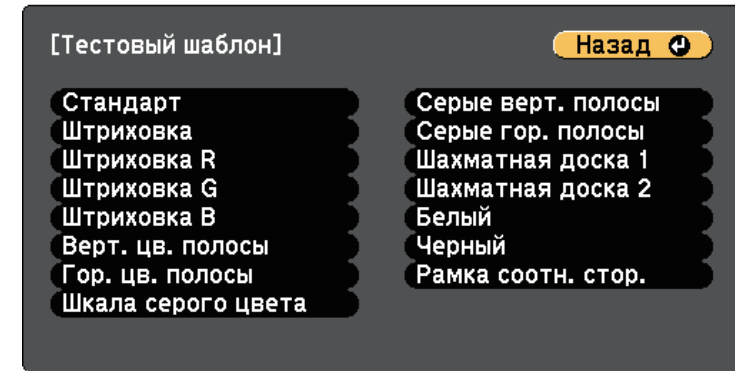 [Тестовый шаблон]
Назад
Стандарт
Штриховка
Штриховка R
Штриховка G
Штриховка B
Верт. цв. полосы
Гор. цв. полосы
Шкала серого цвета
Серые верт. полосы
Серые гор. полосы
Шахматная доска 1
Шахматная доска 2
Белый
Черный
Рамка соотн. стор.